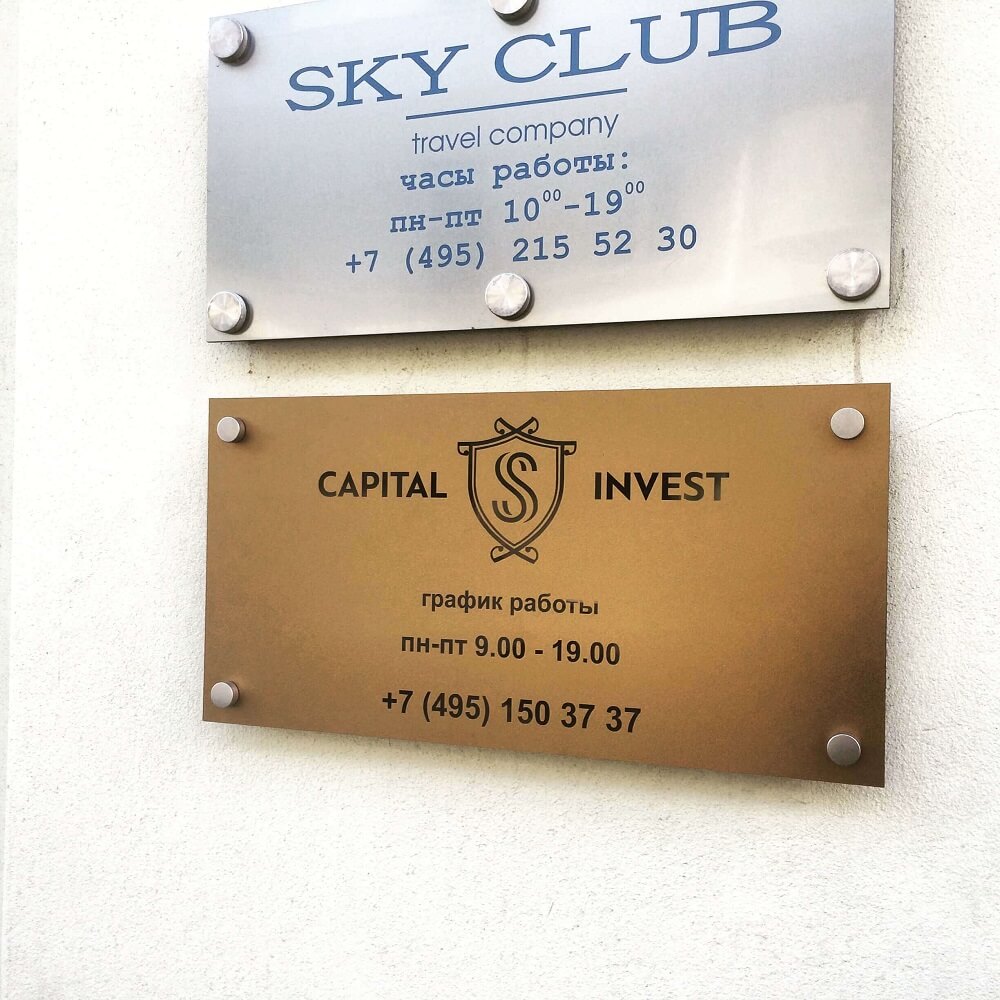 SKY CLUB
travel company
часы работы:
пн-пт 10⁰⁰-19⁰⁰
+7 (495) 215 52 30
CAPITAL S INVEST
график работы
пн-пт 9.00 - 19.00
+7 (495) 150 37 37